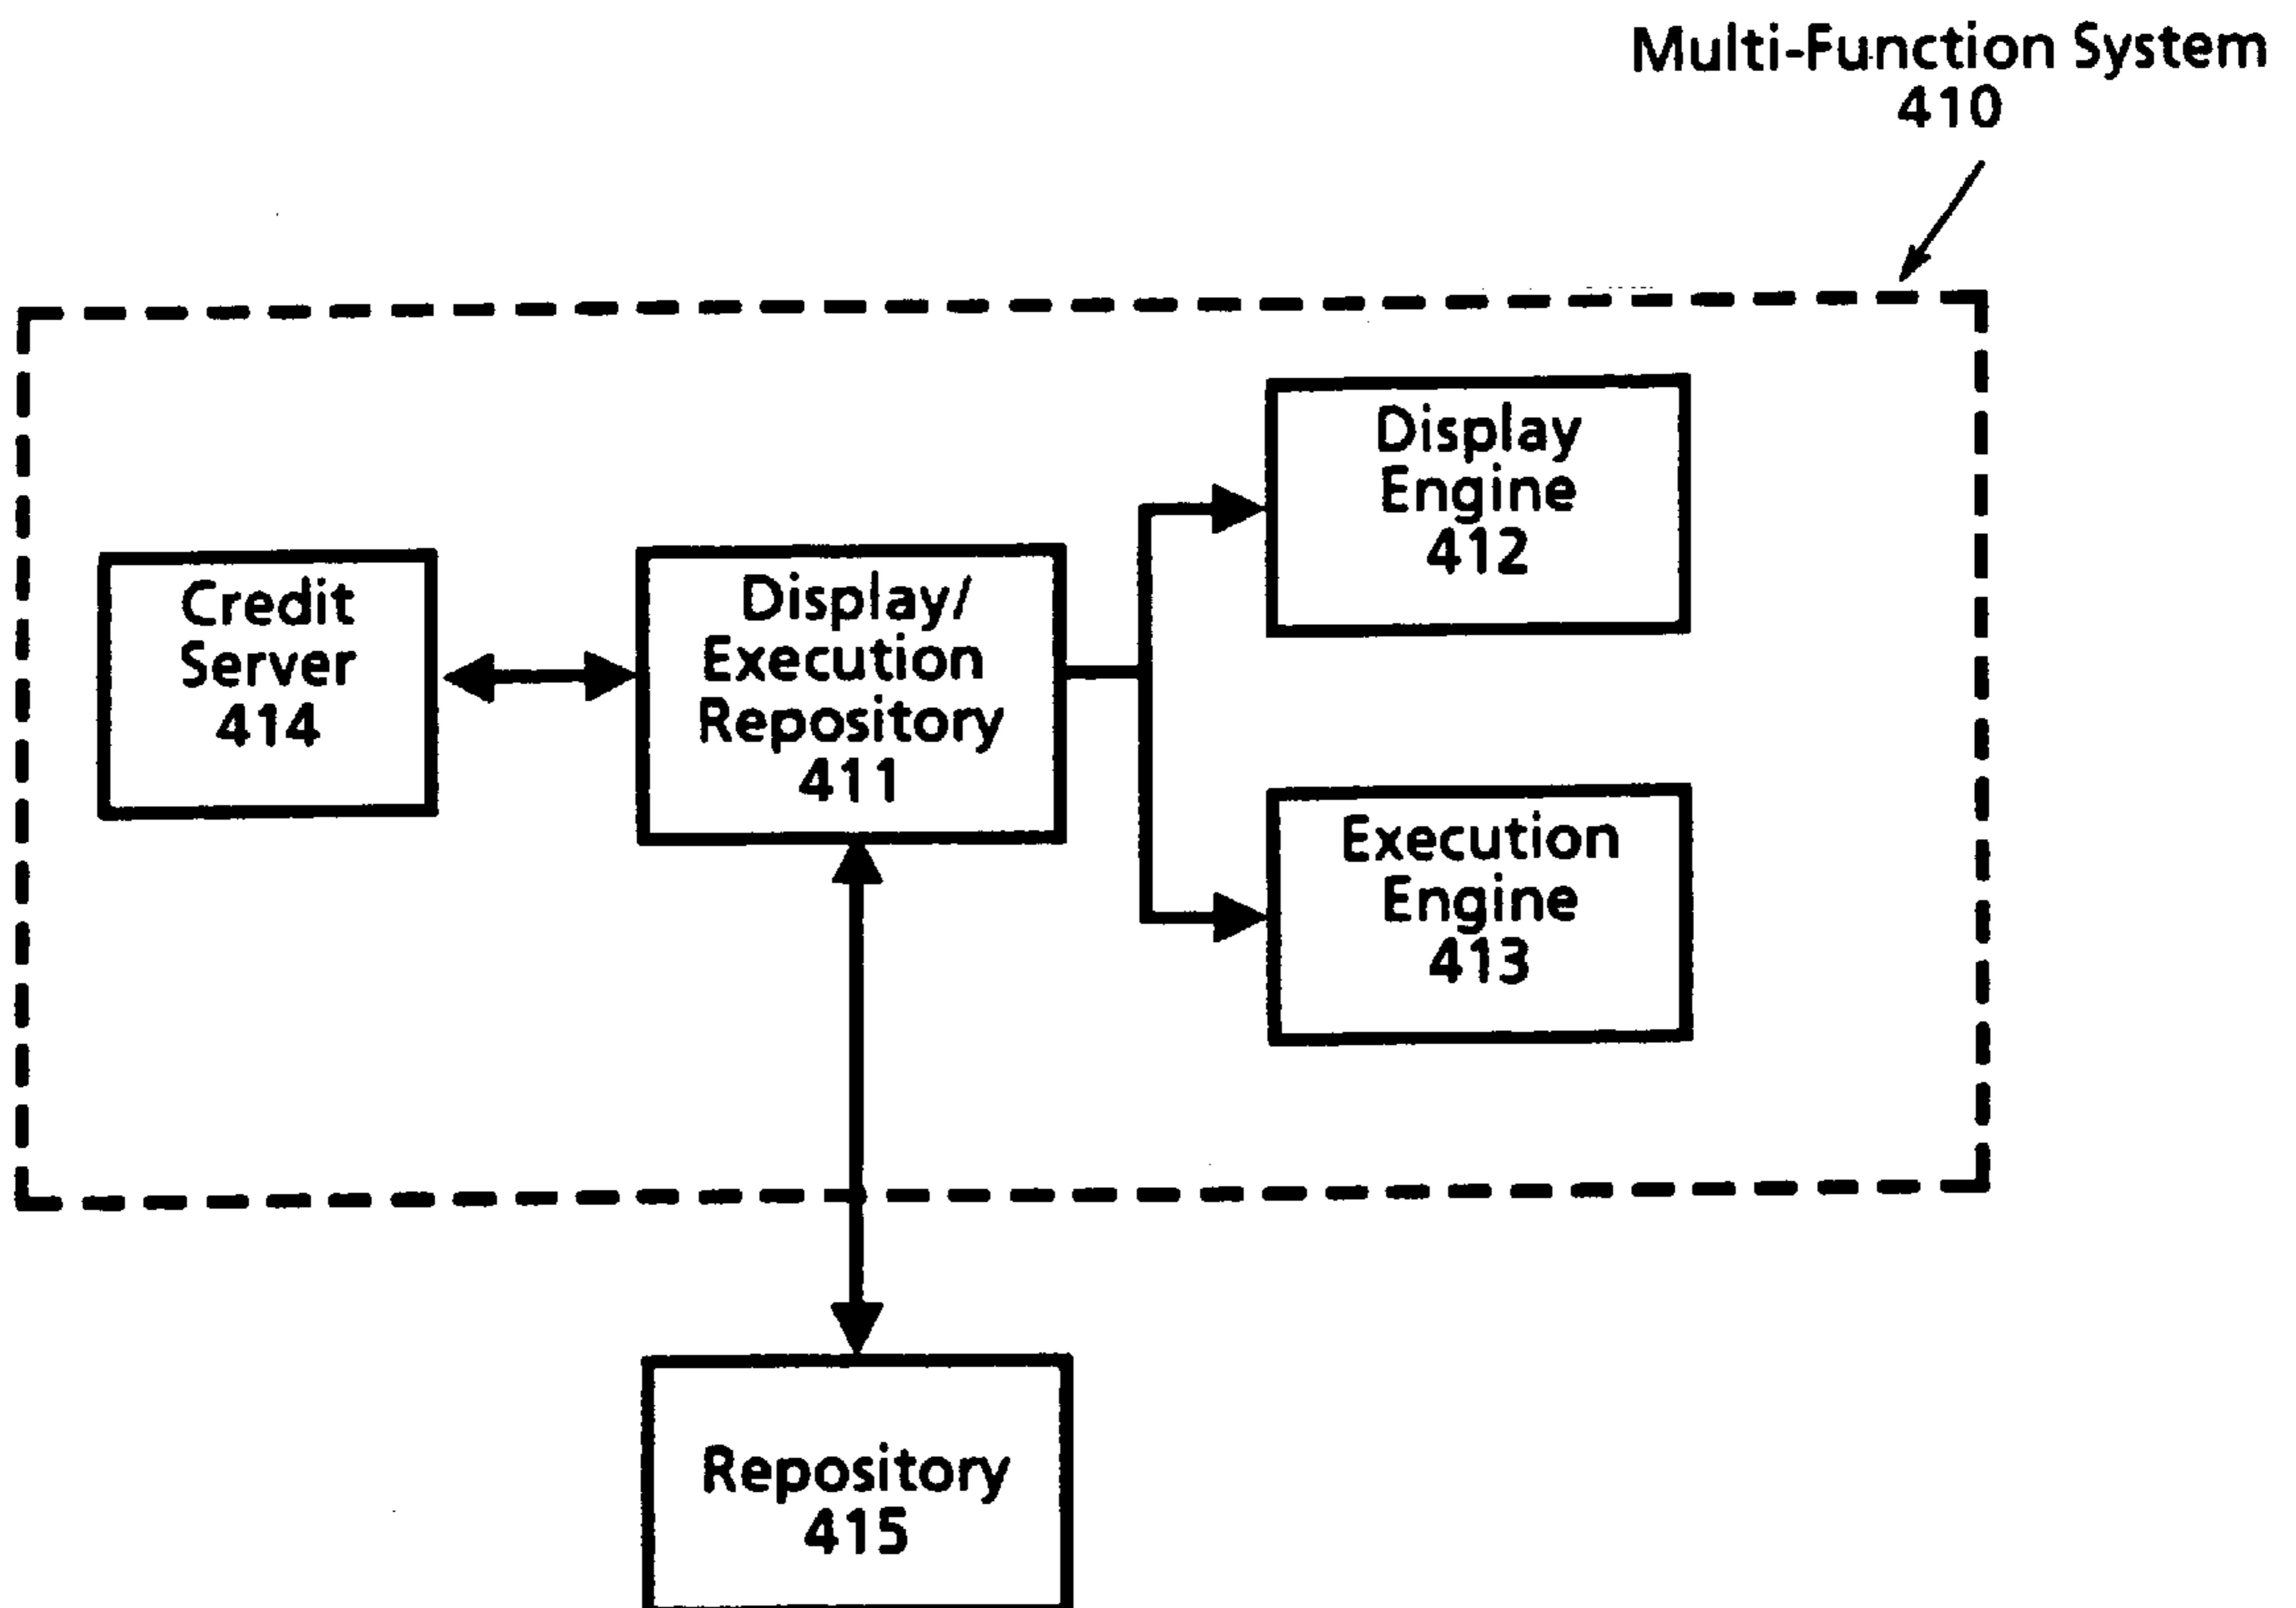 Multi-Function System
410
Display
Engine
412
Credit
Server
414
Display/
Execution
Repository
411
Execution
Engine
413
Repository
415